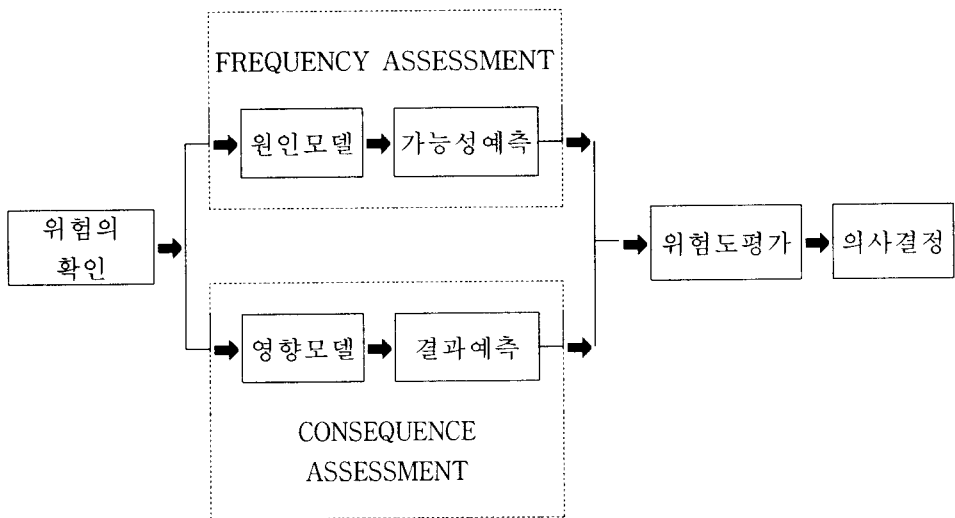 FREQUENCY ASSESSMENT
원인모델
가능성예측
위험의
확인
위험도평가
의사결정
영향모델
결과예측
CONSEQUENCE
ASSESSMENT